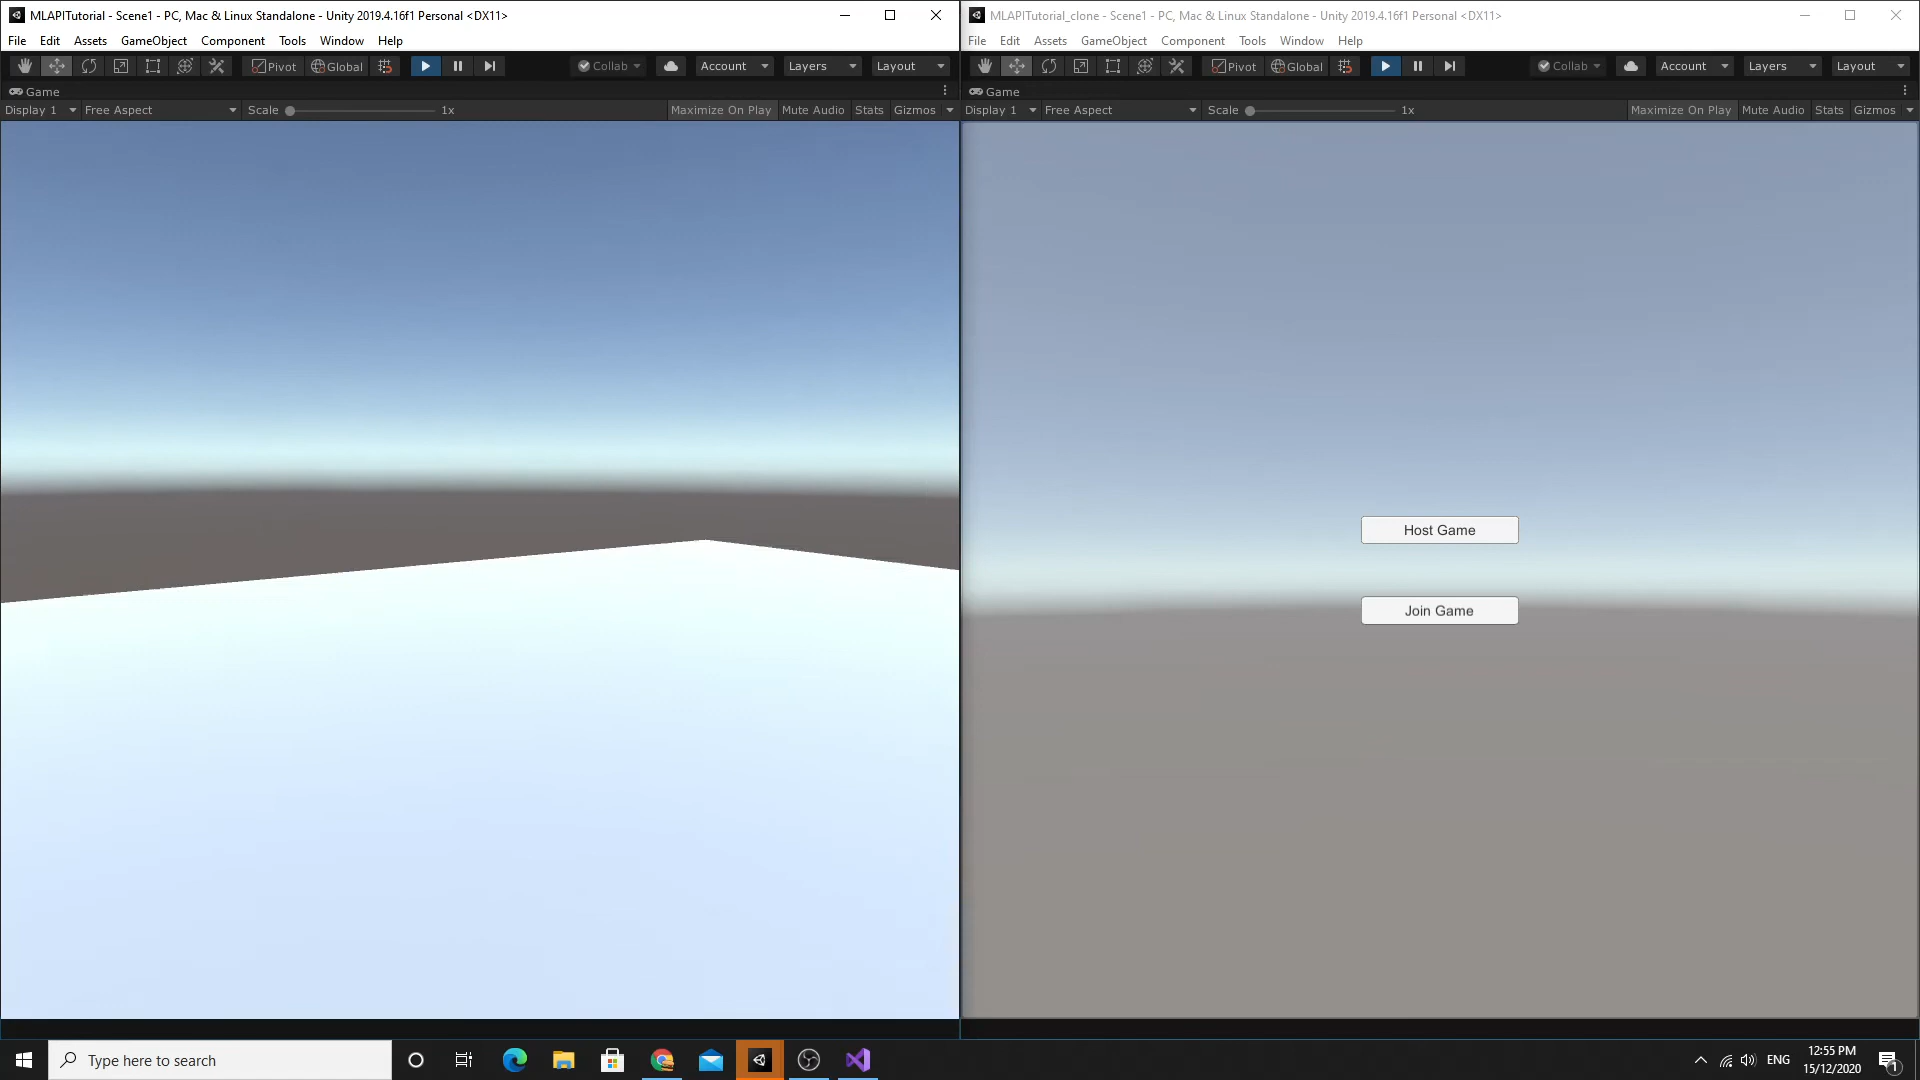 MLAPITutorial - Scene1 - PC, Mac & Linux Standalone - Unity 2019.4.16f1 Personal <DX11>
File Edit Assets GameObject Component Tools Window Help
Pivot Global Collab Account Layers Layout
Game
Display 1 Free Aspect Scale 1x Maximize On Play Mute Audio Stats Gizmos
MLAPITutorial_clone - Scene1 - PC, Mac & Linux Standalone - Unity 2019.4.16f1 Personal <DX11>
File Edit Assets GameObject Component Tools Window Help
Pivot Global Collab Account Layers Layout
Game
Display 1 Free Aspect Scale 1x Maximize On Play Mute Audio Stats Gizmos
Host Game
Join Game
Type here to search
ENG
12:55 PM
15/12/2020
1